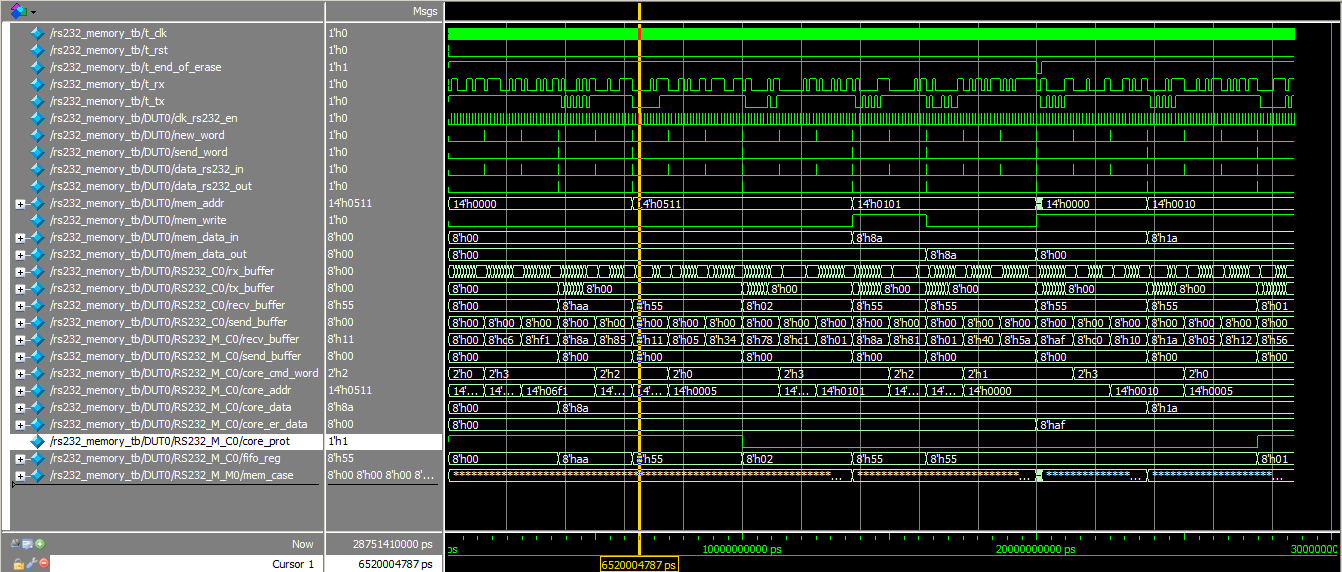 Msgs
/rs232_memory_tb/t_clk 1'h0
/rs232_memory_tb/t_rst 1'h0
/rs232_memory_tb/t_end_of_erase 1'h1
/rs232_memory_tb/t_rx 1'h0
/rs232_memory_tb/t_tx 1'h0
/rs232_memory_tb/DUT0/clk_rs232_en 1'h0
/rs232_memory_tb/DUT0/new_word 1'h0
/rs232_memory_tb/DUT0/send_word 1'h0
/rs232_memory_tb/DUT0/data_rs232_in 1'h0
/rs232_memory_tb/DUT0/data_rs232_out 1'h0
/rs232_memory_tb/DUT0/mem_addr 14'h0511 14'h0000 14'h0511 14'h0101 14'h0000 14'h0010
/rs232_memory_tb/DUT0/mem_write 1'h0
/rs232_memory_tb/DUT0/mem_data_in 8'h00 8'h00 8'h8a 8'h1a
/rs232_memory_tb/DUT0/mem_data_out 8'h00 8'h00 8'h8a 8'h00
/rs232_memory_tb/DUT0/RS232_C0/rx_buffer 8'h00
/rs232_memory_tb/DUT0/RS232_C0/tx_buffer 8'h00 8'h00 8'h00 8'h00 8'h00 8'h00 8'h00 8'h00
/rs232_memory_tb/DUT0/RS232_C0/recv_buffer 8'h55 8'h00 8'haa 8'h55 8'h02 8'h55 8'h55 8'h55 8'h55 8'h01
/rs232_memory_tb/DUT0/RS232_C0/send_buffer 8'h00 8'h00 8'h00 8'h00 8'h00 8'h00 8'h00 8'h00 8'h00 8'h00 8'h00 8'h00 8'h00 8'h00 8'h00 8'h00 8'h00 8'h00 8'h00 8'h00 8'h00 8'h00 8'h00 8'h00
/rs232_memory_tb/DUT0/RS232_M_C0/recv_buffer 8'h11 8'h00 8'hc6 8'hf1 8'h8a 8'h85 8'h11 8'h05 8'h34 8'h78 8'hc1 8'h01 8'h8a 8'h81 8'h01 8'h40 8'h5a 8'haf 8'hc0 8'h10 8'h1a 8'h05 8'h12 8'h56
/rs232_memory_tb/DUT0/RS232_M_C0/send_buffer 8'h00 8'h00 8'h00 8'h00 8'h00 8'h00 8'h00 8'h00 8'h00 8'h00
/rs232_memory_tb/DUT0/RS232_M_C0/core_cmd_word 2'h2 2'h0 2'h3 2'h2 2'h0 2'h3 2'h2 2'h1 2'h3 2'h0
/rs232_memory_tb/DUT0/RS232_M_C0/core_addr 14'h0511 14'... 14'... 14'h06f1 14'... 14'... 14'h0005 14'... 14'h0101 14'... 14'... 14'h0000 14'h0010 14'h0005
/rs232_memory_tb/DUT0/RS232_M_C0/core_data 8'h8a 8'h00 8'h8a 8'h1a
/rs232_memory_tb/DUT0/RS232_M_C0/core_er_data 8'h00 8'h00 8'haf
/rs232_memory_tb/DUT0/RS232_M_C0/core_prot 1'h1
/rs232_memory_tb/DUT0/RS232_M_C0/fifo_reg 8'h55 8'h00 8'haa 8'h55 8'h02 8'h55 8'h55 8'h01
/rs232_memory_tb/DUT0/RS232_M_M0/mem_case 8'h00 8'h00 8'h00 8'...
Now 28751410000 ps ps 10000000000 ps 20000000000 ps 30000000
Cursor 1 6520004787 ps 6520004787 ps